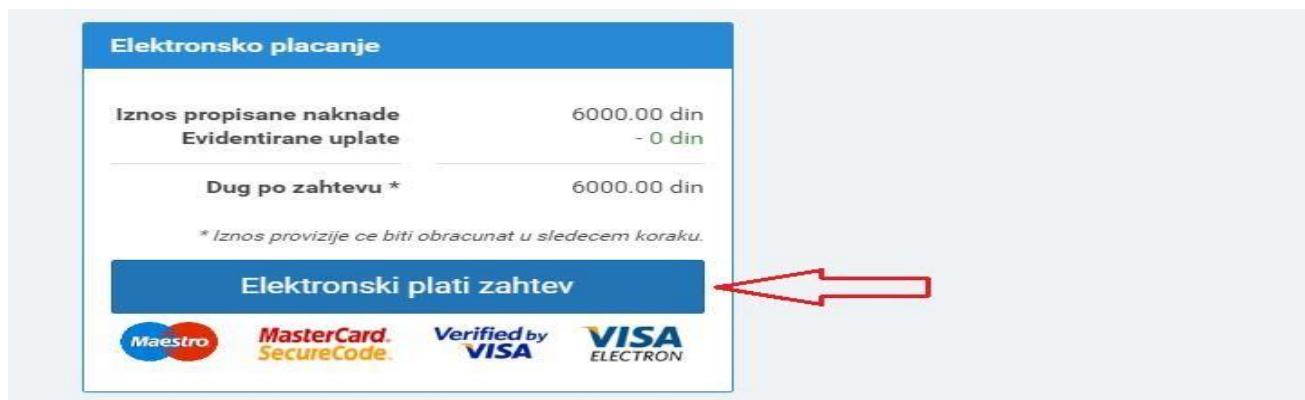 Elektronsko placanje
Iznos propisane naknade 6000.00 din
Evidentirane uplate - 0 din
Dug po zahtevu * 6000.00 din
* Iznos provizije ce biti obracunat u sledecem koraku.
Elektronski plati zahtev
Maestro MasterCard. SecureCode. Verified by VISA VISA ELECTRON